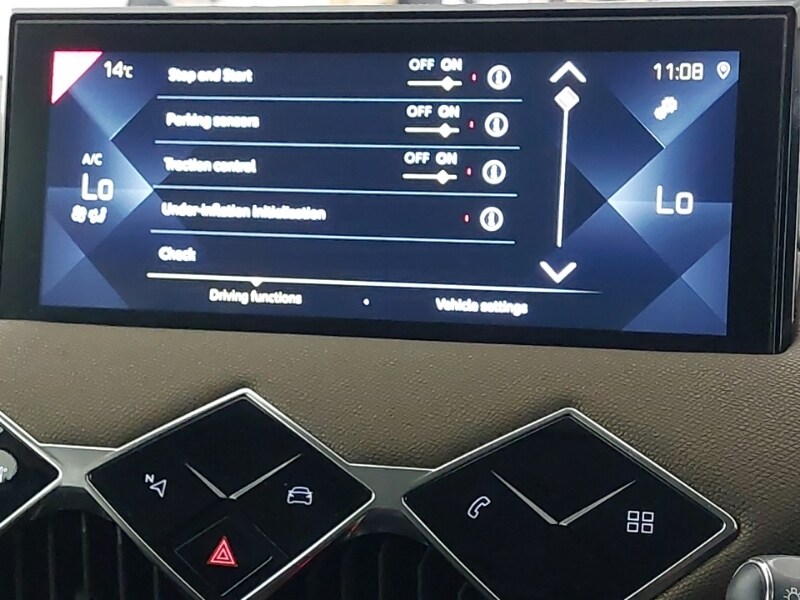 14°C
11:08
Stop and Start OFF ON
Parking sensors OFF ON
Traction control OFF ON
Under-inflation initialisation
Check
A/C
Lo
Lo
Driving functions
Vehicle settings
N